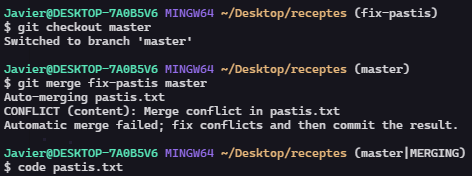 Javier@DESKTOP-7A0B5V6 MINGW64 ~/Desktop/receptes (fix-pastis)
$ git checkout master
Switched to branch 'master'
Javier@DESKTOP-7A0B5V6 MINGW64 ~/Desktop/receptes (master)
$ git merge fix-pastis master
Auto-merging pastis.txt
CONFLICT (content): Merge conflict in pastis.txt
Automatic merge failed; fix conflicts and then commit the result.
Javier@DESKTOP-7A0B5V6 MINGW64 ~/Desktop/receptes (master|MERGING)
$ code pastis.txt